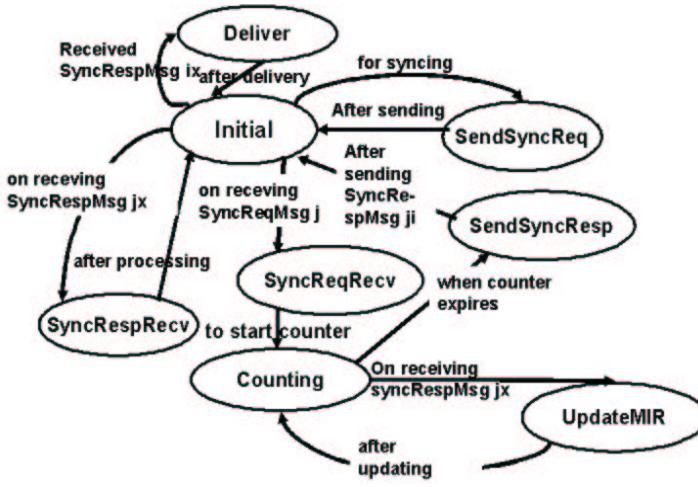 Deliver
Received
SyncRespMsg ix
after delivery
for syncing
Initial
After sending
SendSyncReq
on receving
SyncRespMsg jx
on receving
SyncReqMsg j
After
sending
SyncRe-
spMsg ji
SendSyncResp
after processing
SyncReqRecv
when counter
expires
SyncRespRecv
to start counter
Counting
On receiving
syncRespMsg jx
UpdateMIR
after
updating